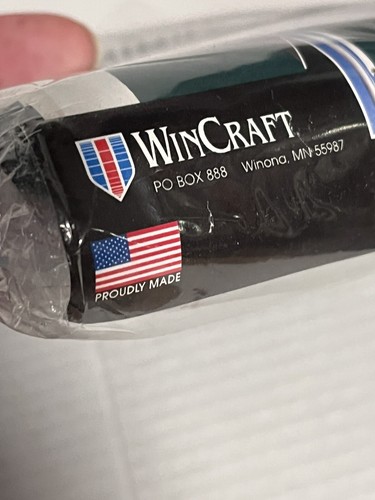 WINCRAFT
PO BOX 888 Winona, MN 55987
PROUDLY MADE